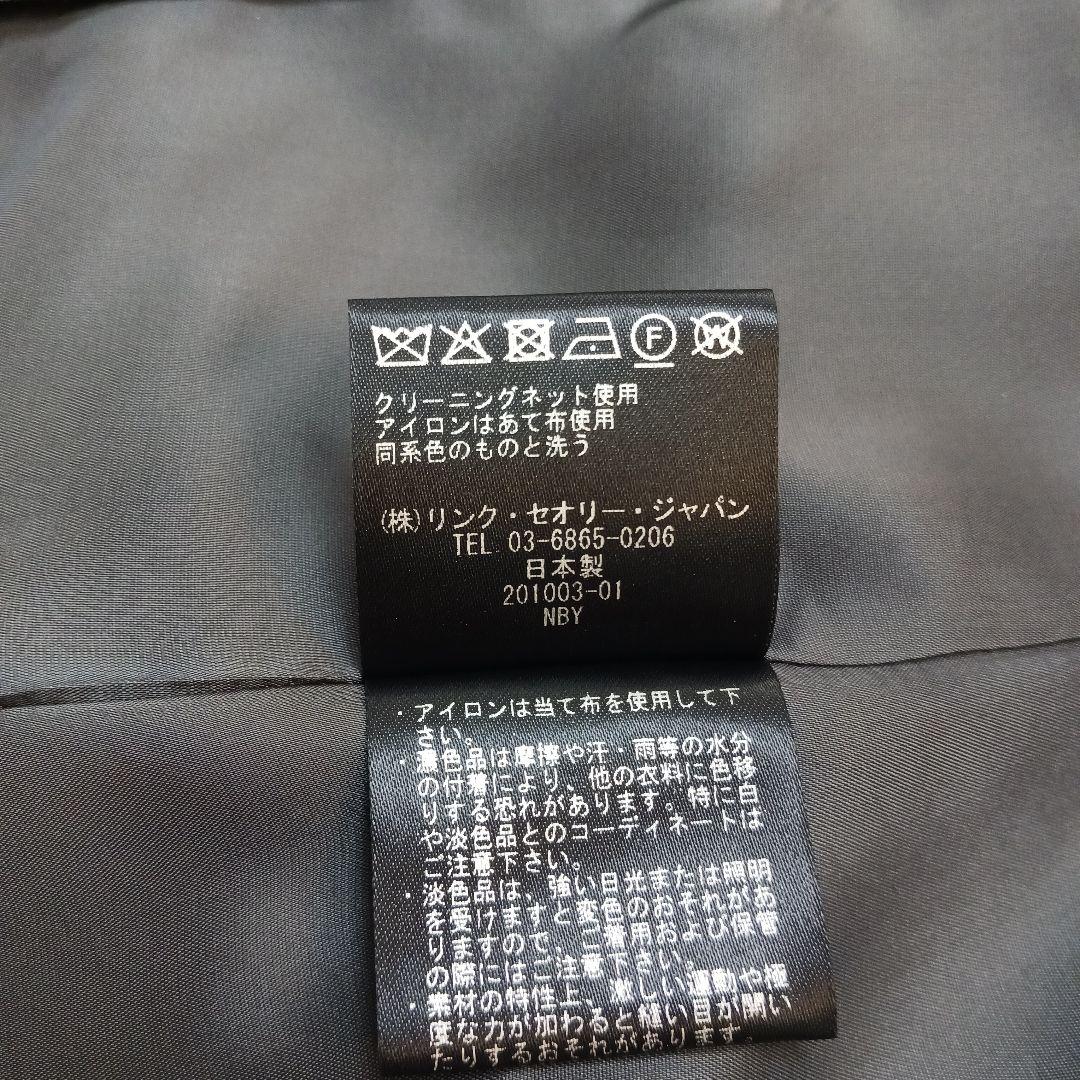 F W
クリーニングネット使用
アイロンはあて布使用
同系色のものと洗う
(株)リンク・セオリー・ジャパン
TEL 03-6865-0206
日本製
201003-01
NBY
・アイロンは当て布を使用して下
さい。
・濃色品は摩擦や汗・雨等の水分
の付着により、他の衣料に色移
りする恐れがあります。特に白
や淡色品とのコーディネートは
ご注意下さい。
・淡色品は、強い日光または照明
を受けますと、変色のおそれがあ
りますので、ご着用および保管
の際にはご注意下さい。
・素材の特性上、激しい運動や極
度な力が加わると縫い目が開い
たりするおそれがあります。